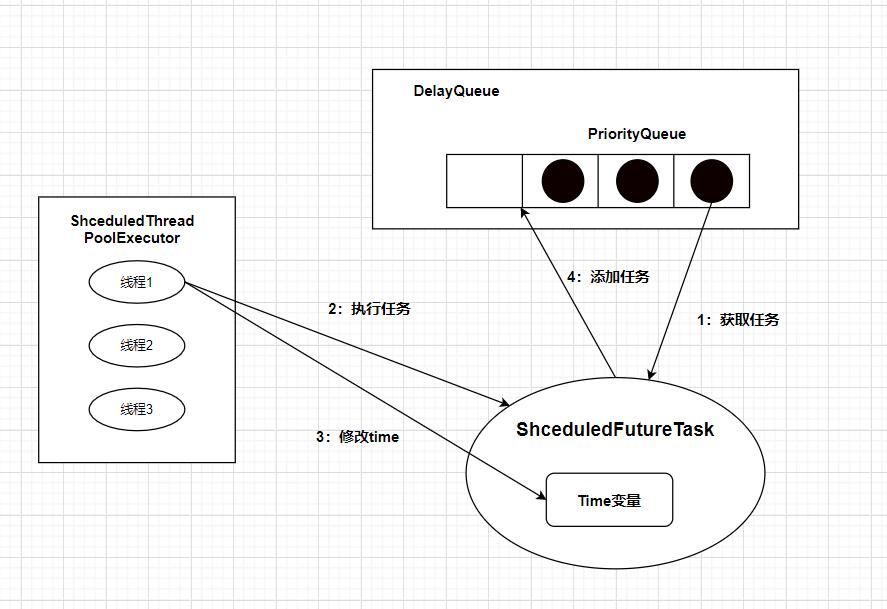 DelayQueue
PriorityQueue
ShceduledThread
PoolExecutor
线程1
线程2
线程3
4：添加任务
2：执行任务
1：获取任务
3：修改time
ShceduledFutureTask
Time变量